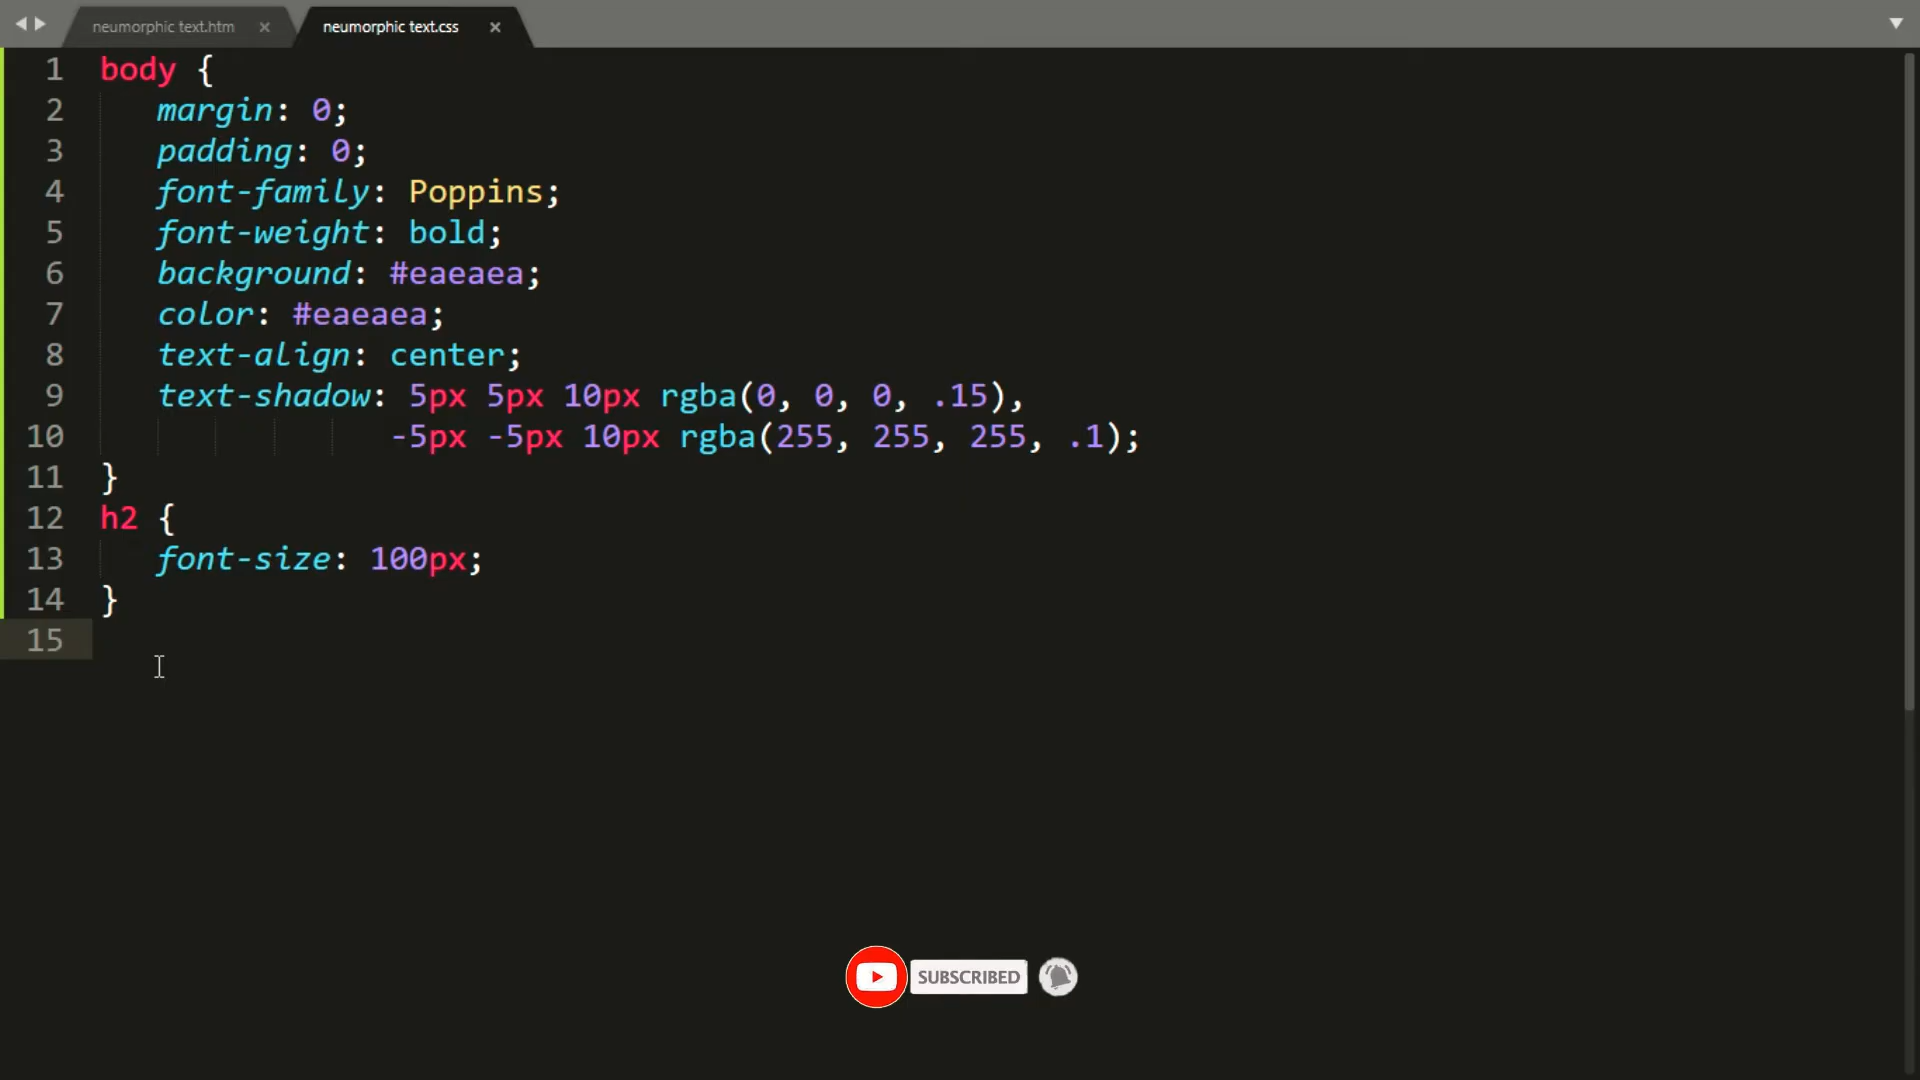 neumorphic text.htm × neumorphic text.css ×
1 body {
2 margin: 0;
3 padding: 0;
4 font-family: Poppins;
5 font-weight: bold;
6 background: #eaeaea;
7 color: #eaeaea;
8 text-align: center;
9 text-shadow: 5px 5px 10px rgba(0, 0, 0, .15),
10 -5px -5px 10px rgba(255, 255, 255, .1);
11 }
12 h2 {
13 font-size: 100px;
14 }
15
SUBSCRIBED